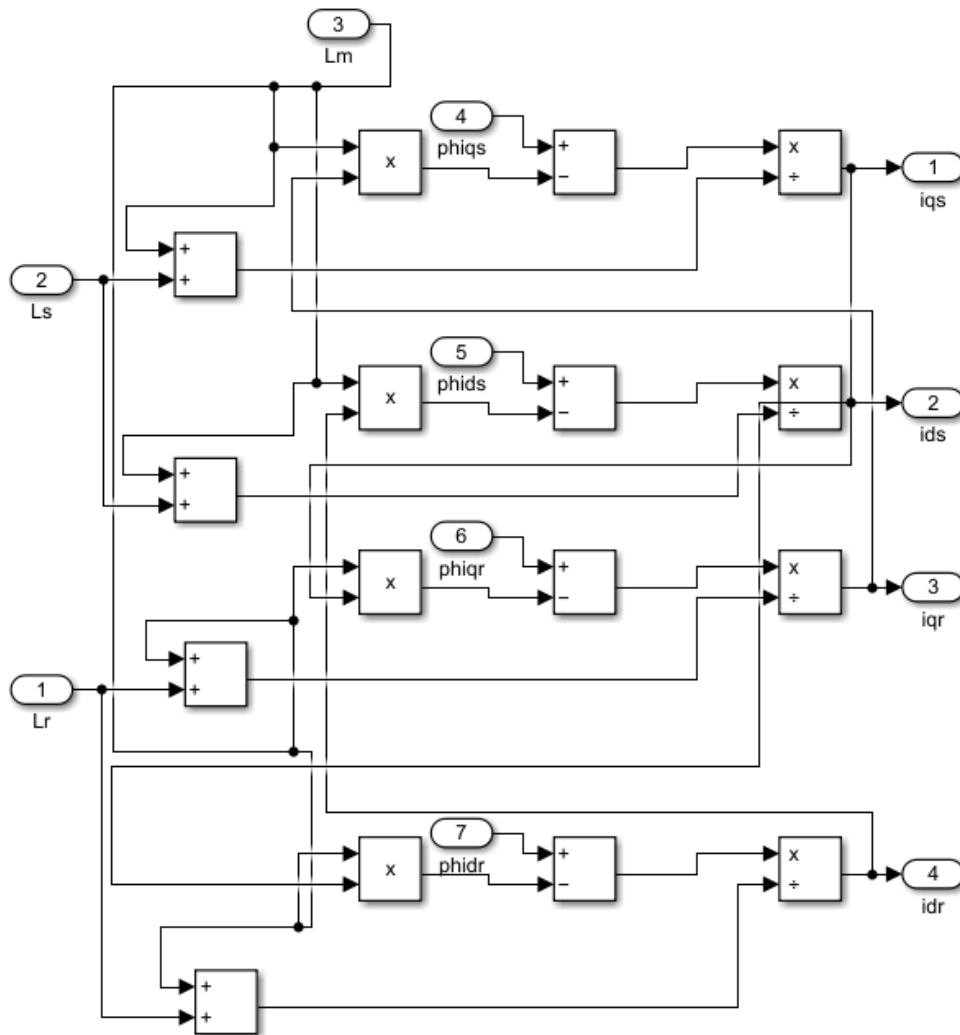 3
Lm
4
phiqs
+
−
x
x
÷
1
iqs
+
+
2
Ls
5
phids
+
−
x
x
÷
2
ids
+
+
6
phiqr
+
−
x
x
÷
3
iqr
+
+
1
Lr
7
phidr
+
−
x
x
÷
4
idr
+
+